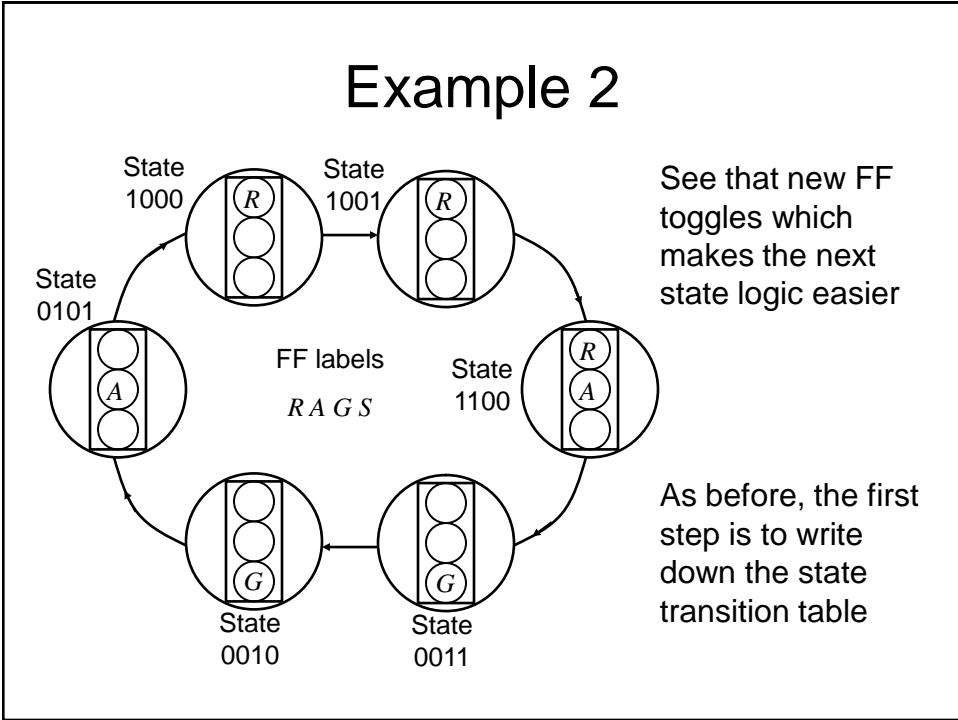 Example 2
State
1000
R
State
1001
R
See that new FF
toggles which
makes the next
state logic easier
State
0101
A
FF labels
R A G S
State
1100
R
A
G
State
0010
G
State
0011
As before, the first
step is to write
down the state
transition table